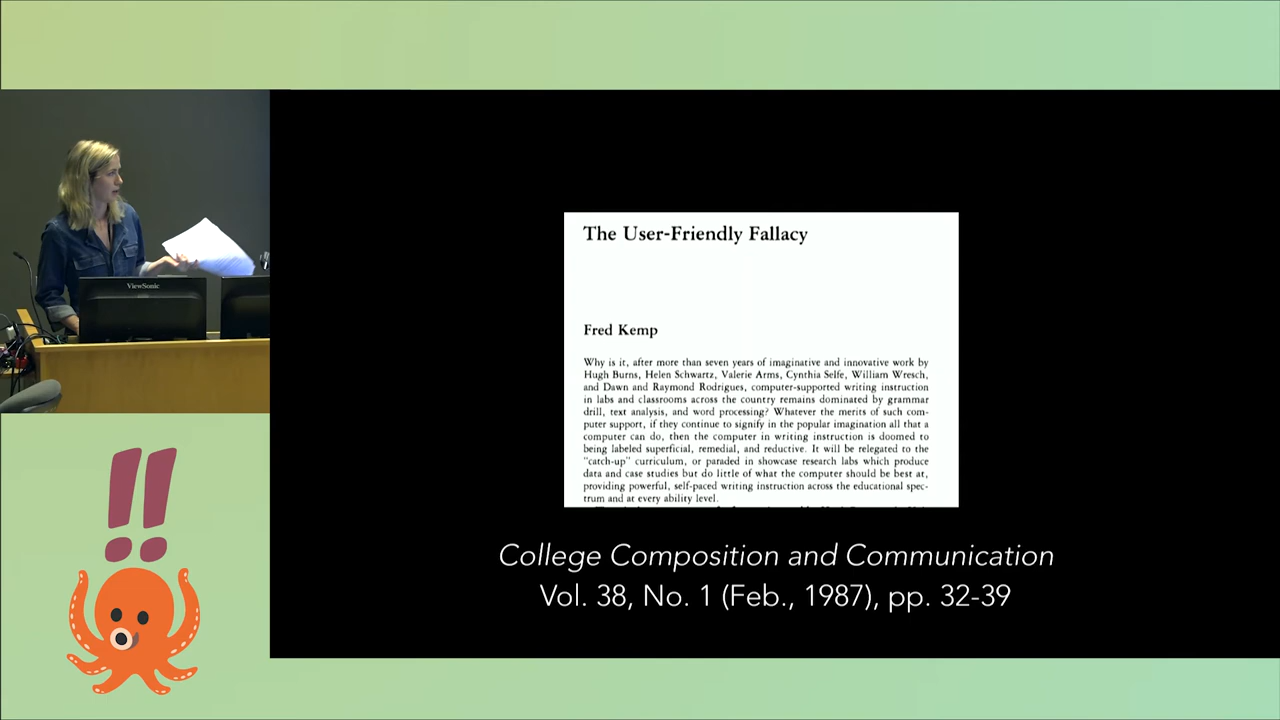 ViewSonic
The User-Friendly Fallacy
Fred Kemp
Why is it, after more than seven years of imaginative and innovative work by
Hugh Burns, Helen Schwartz, Valerie Arms, Cynthia Selfe, William Wresch,
and Dawn and Raymond Rodrigues, computer-supported writing instruction
in labs and classrooms across the country remains dominated by grammar
drill, text analysis, and word processing? Whatever the merits of such com-
puter support, if they continue to signify in the popular imagination all that a
computer can do, then the computer in writing instruction is doomed to
being labeled superficial, remedial, and reductive. It will be relegated to the
"catch-up" curriculum, or paraded in showcase research labs which produce
data and case studies but do little of what the computer should be best at,
providing powerful, self-paced writing instruction across the educational spec-
trum and at every ability level.
College Composition and Communication
Vol. 38, No. 1 (Feb., 1987), pp. 32-39
!!